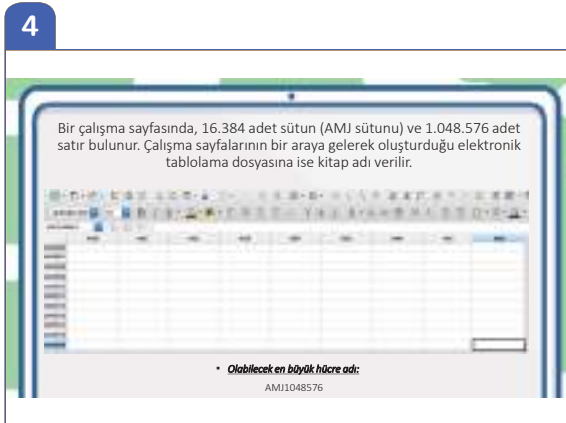 4
Bir çalışma sayfasında, 16.384 adet sütun (AMJ sütunu) ve 1.048.576 adet
satır bulunur. Çalışma sayfalarının bir araya gelerek oluşturduğu elektronik
tablolama dosyasına ise kitap adı verilir.
• Olabilecek en büyük hücre adı:
AMJ1048576